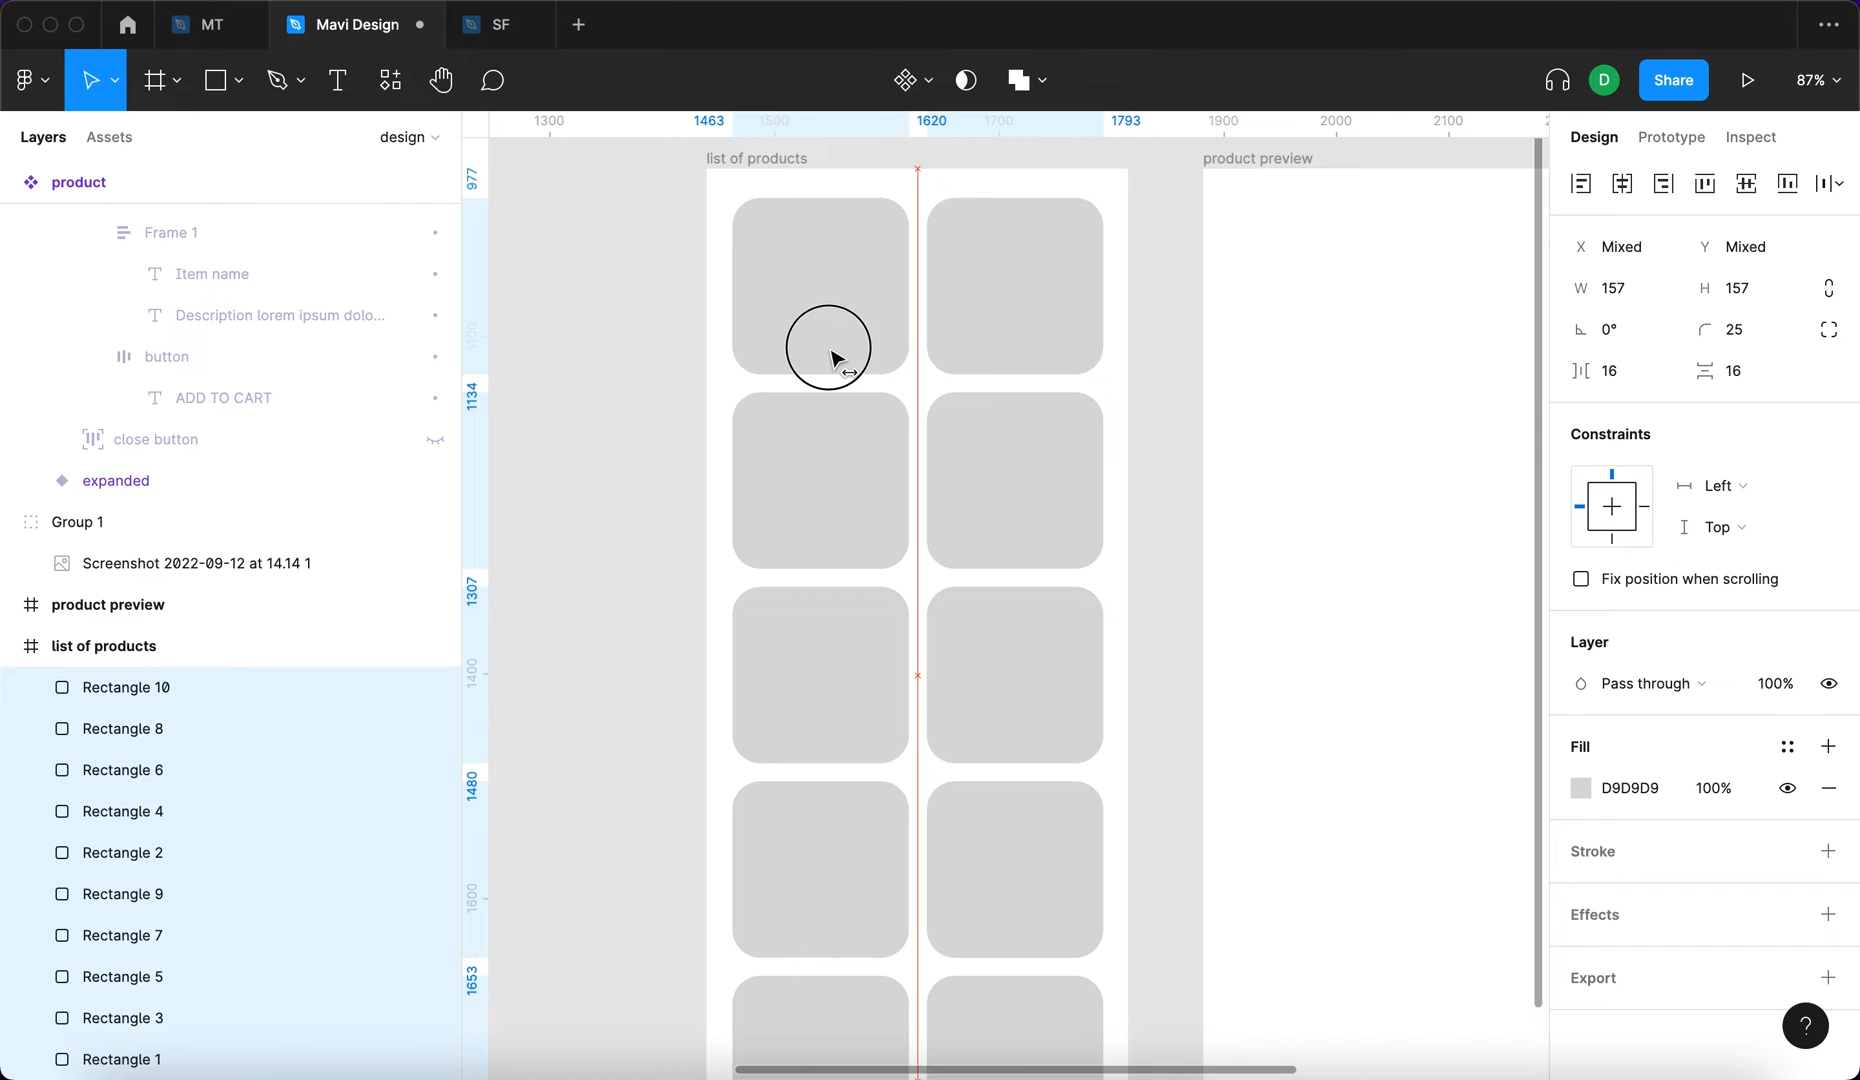 MT
Mavi Design
SF
D
Share
87%
Layers
Assets
design
product
Frame 1
Item name
Description lorem ipsum dolo...
button
ADD TO CART
close button
expanded
Group 1
Screenshot 2022-09-12 at 14.14 1
product preview
list of products
Rectangle 10
Rectangle 8
Rectangle 6
Rectangle 4
Rectangle 2
Rectangle 9
Rectangle 7
Rectangle 5
Rectangle 3
Rectangle 1
1300
1463
1500
1620
1700
1793
1900
2000
2100
977
1100
1134
1307
1400
1480
1600
1653
list of products
product preview
Design
Prototype
Inspect
X Mixed
Y Mixed
W 157
H 157
0°
25
16
16
Constraints
Left
Top
Fix position when scrolling
Layer
Pass through
100%
Fill
D9D9D9
100%
Stroke
Effects
Export
?